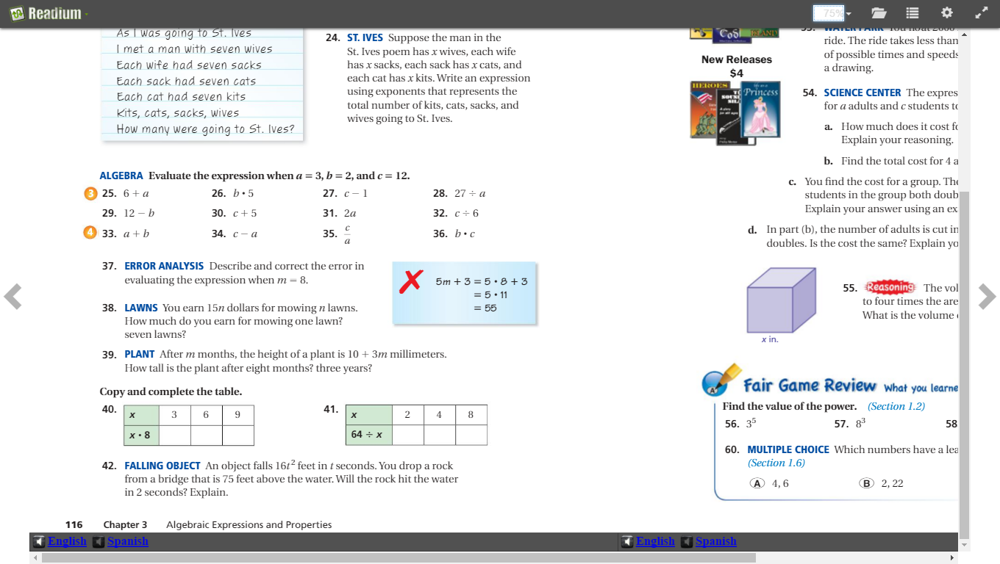 Readium
75%
As I was going to St. Ives
I met a man with seven wives
Each wife had seven sacks
Each sack had seven cats
Each cat had seven kits
Kits, cats, sacks, wives
How many were going to St. Ives?
24. ST. IVES Suppose the man in the
St. Ives poem has x wives, each wife
has x sacks, each sack has x cats, and
each cat has x kits. Write an expression
using exponents that represents the
total number of kits, cats, sacks, and
wives going to St. Ives.
ALGEBRA Evaluate the expression when a = 3, b = 2, and c = 12.
3 25. 6 + a 26. b • 5 27. c − 1 28. 27 ÷ a
29. 12 − b 30. c + 5 31. 2a 32. c ÷ 6
4 33. a + b 34. c − a 35. c/a 36. b • c
37. ERROR ANALYSIS Describe and correct the error in
evaluating the expression when m = 8.
5m + 3 = 5 • 8 + 3
= 5 • 11
= 55
38. LAWNS You earn 15n dollars for mowing n lawns.
How much do you earn for mowing one lawn?
seven lawns?
39. PLANT After m months, the height of a plant is 10 + 3m millimeters.
How tall is the plant after eight months? three years?
Copy and complete the table.
40. x 3 6 9
x • 8
41. x 2 4 8
64 ÷ x
42. FALLING OBJECT An object falls 16t² feet in t seconds. You drop a rock
from a bridge that is 75 feet above the water. Will the rock hit the water
in 2 seconds? Explain.
116 Chapter 3 Algebraic Expressions and Properties
English Spanish
ISLAND
New Releases
$4
HEROES
Princess
ride. The ride takes less than
of possible times and speeds
a drawing.
54. SCIENCE CENTER The expres
for a adults and c students to
a. How much does it cost fo
Explain your reasoning.
b. Find the total cost for 4 a
c. You find the cost for a group. The
students in the group both doub
Explain your answer using an ex
d. In part (b), the number of adults is cut in
doubles. Is the cost the same? Explain yo
x in.
55. Reasoning The vol
to four times the are
What is the volume
Fair Game Review What you learne
Find the value of the power. (Section 1.2)
56. 3⁵ 57. 8³ 58
60. MULTIPLE CHOICE Which numbers have a lea
(Section 1.6)
A 4, 6 B 2, 22
English Spanish